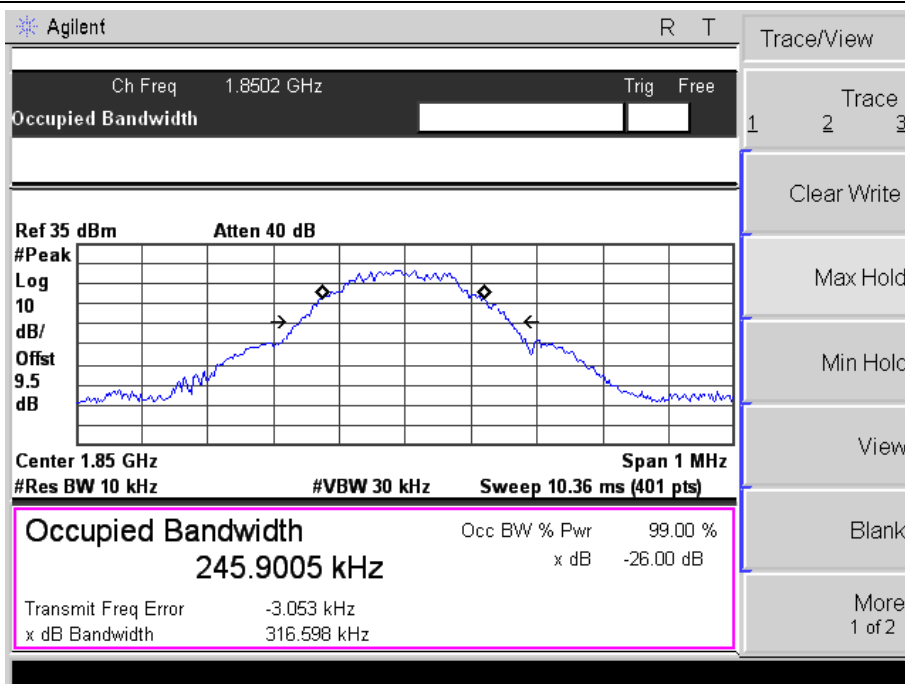 Agilent R T
Trace/View
Ch Freq 1.8502 GHz Trig Free
Occupied Bandwidth
Trace
1 2 3
Clear Write
Ref 35 dBm Atten 40 dB
#Peak
Log
10
dB/
Offst
9.5
dB
Max Hold
Min Hold
Center 1.85 GHz Span 1 MHz
#Res BW 10 kHz #VBW 30 kHz Sweep 10.36 ms (401 pts)
View
Occupied Bandwidth Occ BW % Pwr 99.00 %
245.9005 kHz x dB -26.00 dB
Transmit Freq Error -3.053 kHz
x dB Bandwidth 316.598 kHz
Blank
More
1 of 2